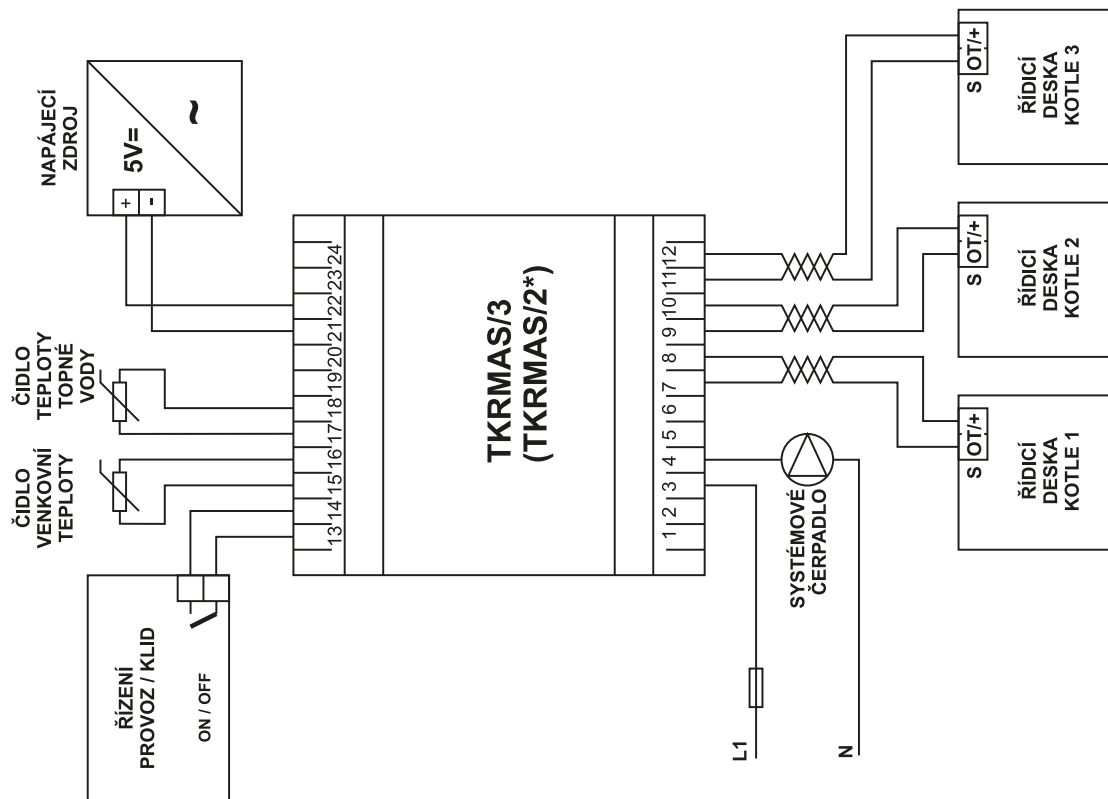 NAPÁJECÍ
ZDROJ
5V=
~
+
-
ČIDLO
TEPLOTY
TOPNÉ
VODY
ČIDLO
VENKOVNÍ
TEPLOTY
ŘÍZENÍ
PROVOZ / KLID
ON / OFF
13
14
15
16
17
18
19
20
21
22
23
24
TKRMAS/3
(TKRMAS/2*)
1
2
3
4
5
6
7
8
9
10
11
12
SYSTÉMOVÉ
ČERPADLO
L1
N
S
OT/+
ŘÍDICÍ
DESKA
KOTLE 1
S
OT/+
ŘÍDICÍ
DESKA
KOTLE 2
S
OT/+
ŘÍDICÍ
DESKA
KOTLE 3